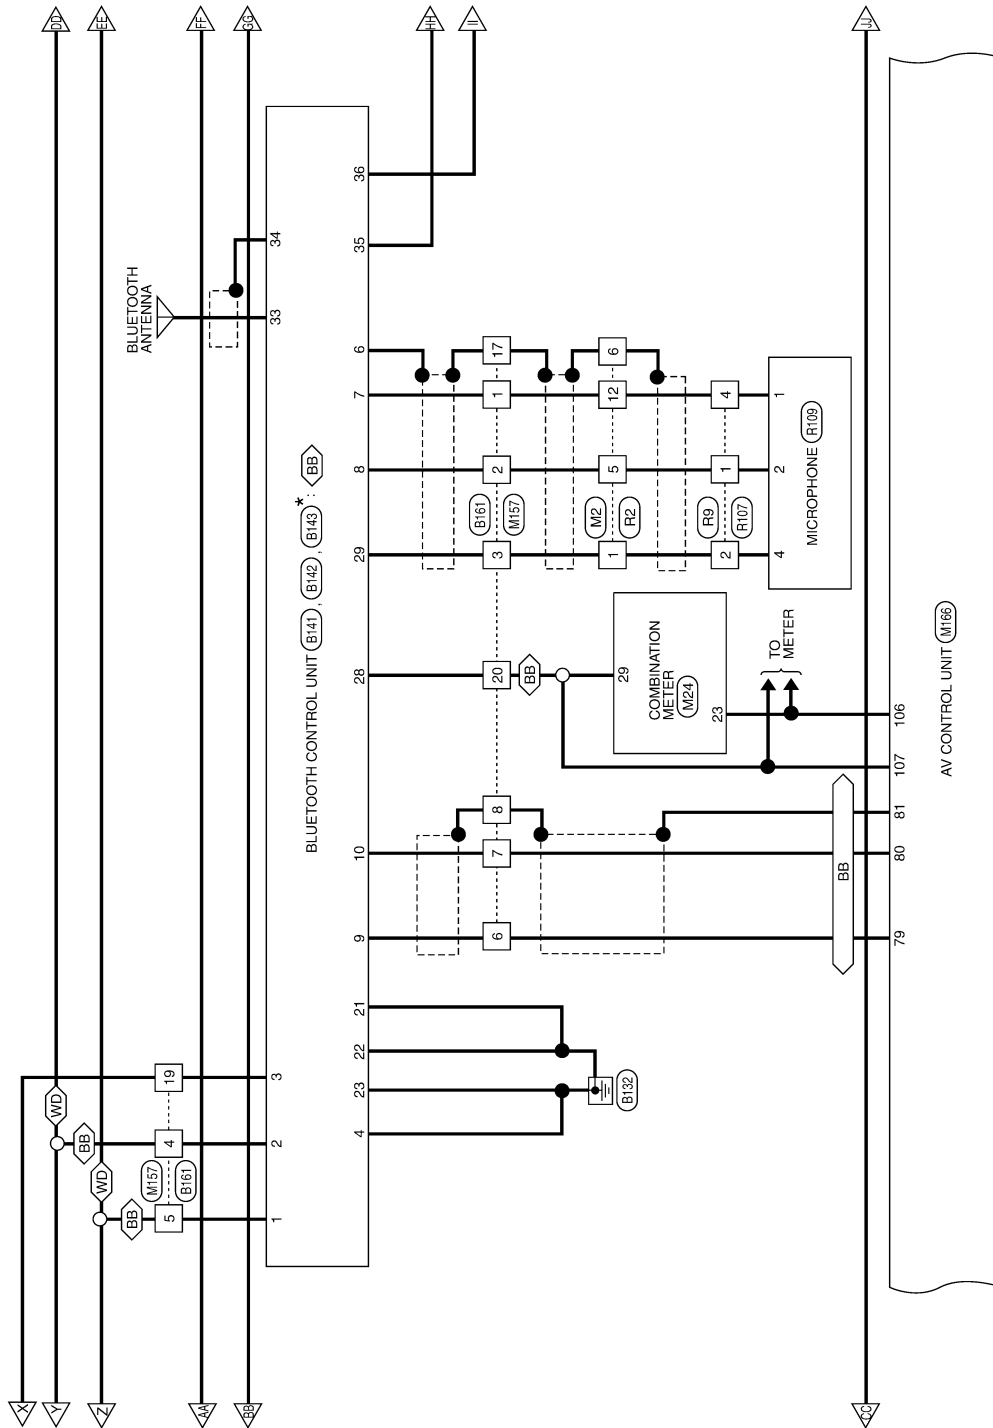 DD
EE
FF
GG
HH
II
JJ
BLUETOOTH
ANTENNA
33
34
X
Y
Z
AA
BB
CC
WD
BB
WD
BB
M157
B161
5
4
19
1
2
3
BLUETOOTH CONTROL UNIT B141 , B142 , B143 * : BB
4
23
22
21
9
10
28
29
8
7
6
35
36
B132
6
7
8
20
BB
3
2
1
17
B161
M157
M2
R2
1
5
12
6
R9
R107
2
1
4
COMBINATION
METER
M24
29
23
TO
METER
4
2
1
MICROPHONE R109
BB
79
80
81
107
106
AV CONTROL UNIT M166